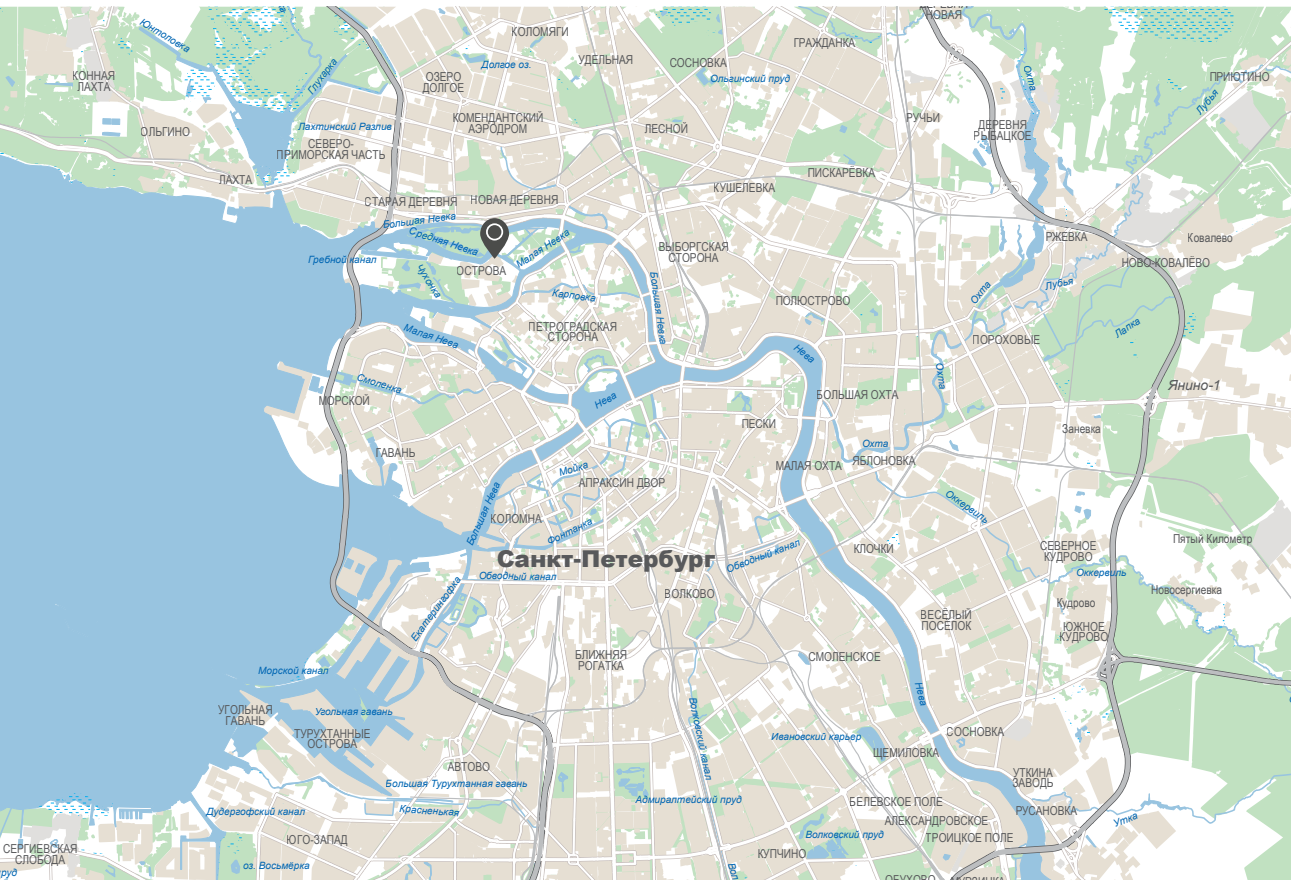 НОВАЯ
Юнтоловка
КОЛОМЯГИ
ГРАЖДАНКА
УДЕЛЬНАЯ
СОСНОВКА
Долгое оз.
КОННАЯ
ЛАХТА
Глухарка
ОЗЕРО
ДОЛГОЕ
Ольгинский пруд
Охта
ПРИЮТИНО
Лубья
КОМЕНДАНТСКИЙ
АЭРОДРОМ
РУЧЬИ
ОЛЬГИНО
Лахтинский Разлив
ЛЕСНОЙ
ДЕРЕВНЯ
РЫБАЦКОЕ
СЕВЕРО-
ПРИМОРСКАЯ ЧАСТЬ
ПИСКАРЁВКА
ЛАХТА
КУШЕЛЕВКА
СТАРАЯ ДЕРЕВНЯ
НОВАЯ ДЕРЕВНЯ
Большая Невка
Средняя Невка
Малая Невка
ВЫБОРГСКАЯ
СТОРОНА
РЖЕВКА
Ковалево
Гребной канал
ОСТРОВА
НОВО-КОВАЛЁВО
Чухонка
Большая Невка
Лубья
Карповка
Охта
ПОЛЮСТРОВО
Малая Нева
ПЕТРОГРАДСКАЯ
СТОРОНА
Лапка
ПОРОХОВЫЕ
Нева
Смоленка
Охта
Янино-1
МОРСКОЙ
Нева
БОЛЬШАЯ ОХТА
ПЕСКИ
Заневка
ГАВАНЬ
Охта
Мойка
МАЛАЯ ОХТА
ЯБЛОНОВКА
АПРАКСИН ДВОР
Большая Нева
КОЛОМНА
Оккервиль
Фонтанка
Санкт-Петербург
Обводный канал
КЛОЧКИ
СЕВЕРНОЕ
КУДРОВО
Пятый Километр
Обводный канал
Оккервиль
Екатерингофка
ВОЛКОВО
Новосергиевка
Кудрово
ВЕСЁЛЫЙ
ПОСЁЛОК
ЮЖНОЕ
КУДРОВО
БЛИЖНЯЯ
РОГАТКА
СМОЛЕНСКОЕ
Морской канал
Нева
УГОЛЬНАЯ
ГАВАНЬ
Угольная гавань
Волковский канал
ТУРУХТАННЫЕ
ОСТРОВА
Ивановский карьер
СОСНОВКА
ЩЕМИЛОВКА
АВТОВО
УТКИНА
ЗАВОДЬ
Большая Турухтанная гавань
Адмиралтейский пруд
БЕЛЕВСКОЕ ПОЛЕ
Дудергофский канал
Красненькая
РУСАНОВКА
Утка
АЛЕКСАНДРОВСКОЕ
Волковский пруд
ТРОИЦКОЕ ПОЛЕ
ЮГО-ЗАПАД
СЕРГИЕВСКАЯ
СЛОБОДА
КУПЧИНО
оз. Восьмёрка